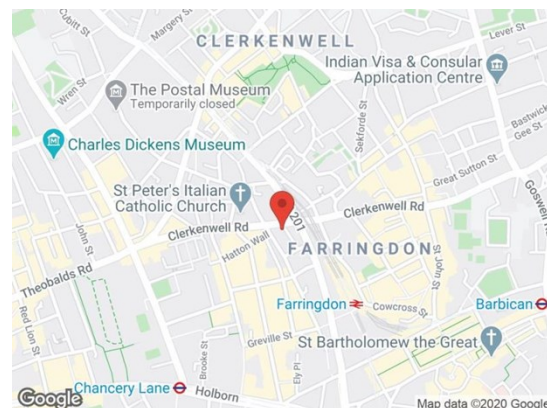 Cubitt St
Margery St
CLERKENWELL
Lever St
Indian Visa & Consular
Application Centre
Wren St
The Postal Museum
Temporarily closed
Sekforde St
Bastwick
Gee St
Charles Dickens Museum
Great Sutton St
Goswell Rd
St Peter's Italian
Catholic Church
201
Clerkenwell Rd
John St
Clerkenwell Rd
Hatton Wall
FARRINGDON
St John St
Theobalds Rd
Red Lion St
Farringdon
Cowcross St
Barbican
Greville St
Brooke St
Ely Pl
St Bartholomew the Great
Chancery Lane
Holborn
Google
Map data ©2020 Google